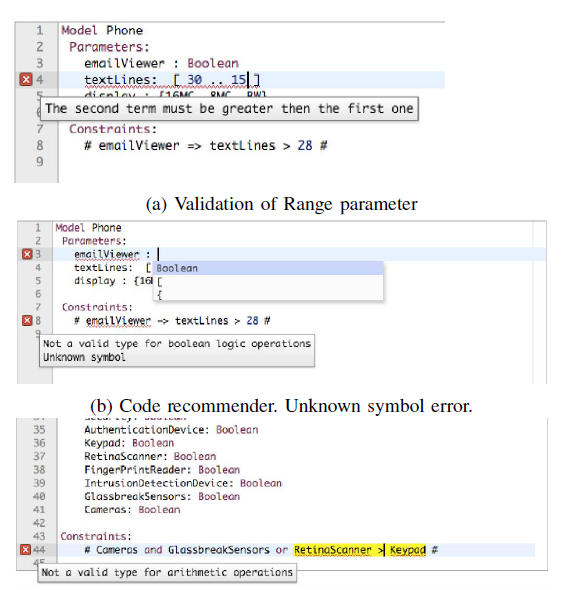 1 Model Phone
2 Parameters:
3 emailViewer : Boolean
4 textLines: [ 30 .. 15 ]
5 display : {16MC, 8MC, BW}
The second term must be greater then the first one
7 Constraints:
8 # emailViewer => textLines > 28 #
9
(a) Validation of Range parameter
1 Model Phone
2 Parameters:
3 emailViewer :
4 textLines: [ Boolean
5 display : {16 [
6 {
7 Constraints:
8 # emailViewer => textLines > 28 #
9
Not a valid type for boolean logic operations
Unknown symbol
(b) Code recommender. Unknown symbol error.
35 AuthenticationDevice: Boolean
36 Keypad: Boolean
37 RetinaScanner: Boolean
38 FingerPrintReader: Boolean
39 IntrusionDetectionDevice: Boolean
40 GlassbreakSensors: Boolean
41 Cameras: Boolean
42
43 Constraints:
44 # Cameras and GlassbreakSensors or RetinaScanner > Keypad #
45
Not a valid type for arithmetic operations